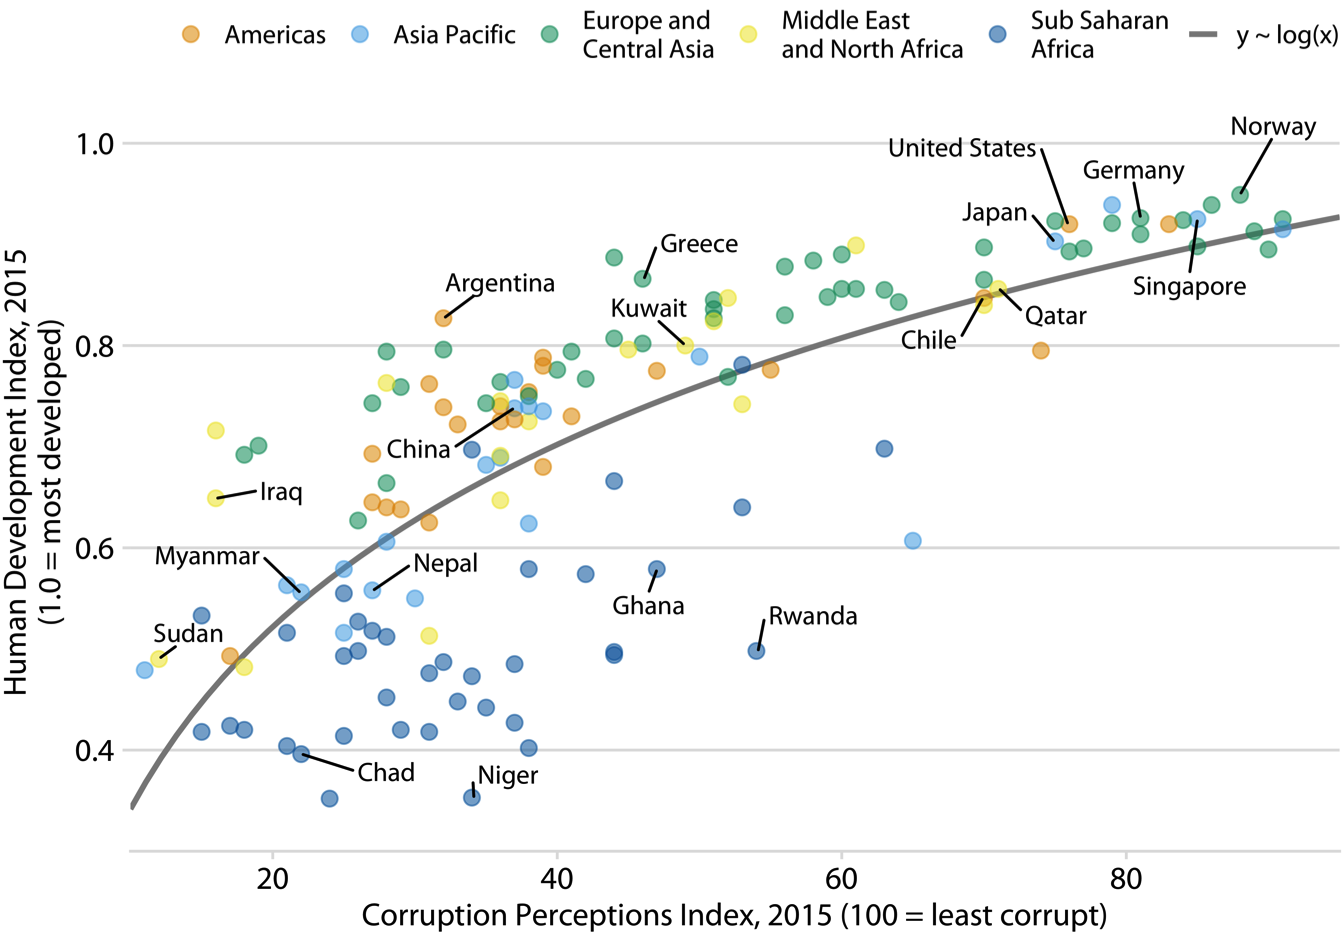 Americas
Asia Pacific
Europe and
Central Asia
Middle East
and North Africa
Sub Saharan
Africa
y ~ log(x)
Human Development Index, 2015
(1.0 = most developed)
1.0
0.8
0.6
0.4
Norway
United States
Germany
Japan
Greece
Argentina
Singapore
Kuwait
Qatar
Chile
China
Iraq
Myanmar
Nepal
Ghana
Rwanda
Sudan
Chad
Niger
20
40
60
80
Corruption Perceptions Index, 2015 (100 = least corrupt)